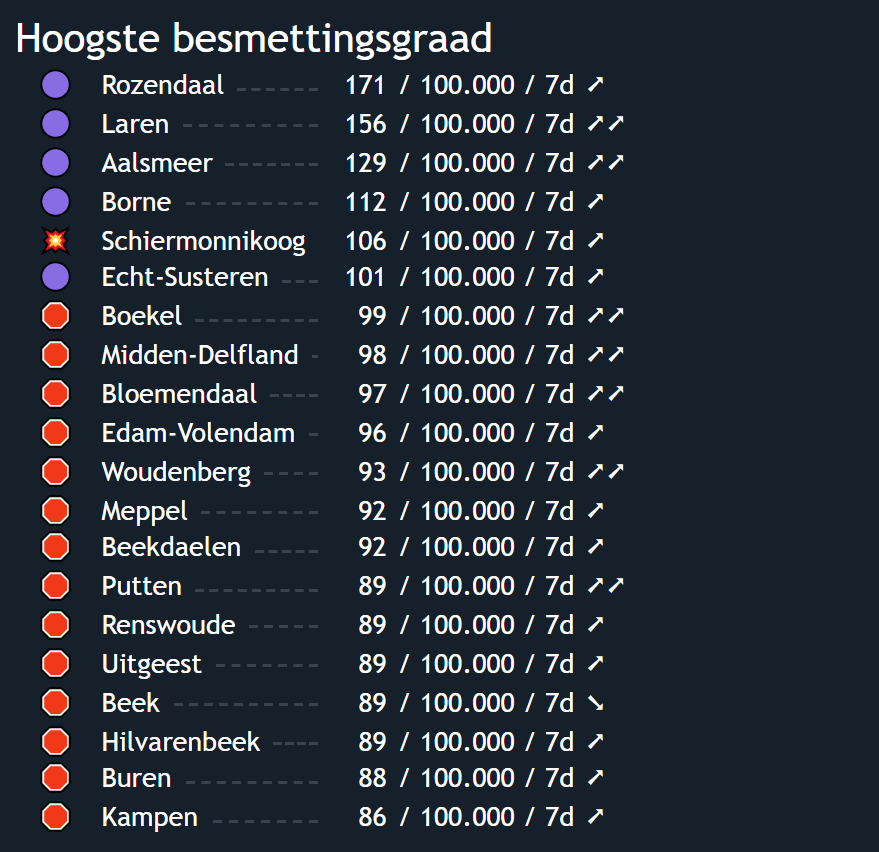 Hoogste besmettingsgraad
Rozendaal ------ 171 / 100.000 / 7d ➚
Laren ---------- 156 / 100.000 / 7d ➚➚
Aalsmeer ------- 129 / 100.000 / 7d ➚➚
Borne ---------- 112 / 100.000 / 7d ➚
Schiermonnikoog 106 / 100.000 / 7d ➚
Echt-Susteren --- 101 / 100.000 / 7d ➚
Boekel --------- 99 / 100.000 / 7d ➚➚
Midden-Delfland - 98 / 100.000 / 7d ➚➚
Bloemendaal ---- 97 / 100.000 / 7d ➚➚
Edam-Volendam - 96 / 100.000 / 7d ➚
Woudenberg ---- 93 / 100.000 / 7d ➚➚
Meppel --------- 92 / 100.000 / 7d ➚
Beekdaelen ----- 92 / 100.000 / 7d ➚
Putten --------- 89 / 100.000 / 7d ➚➚
Renswoude ----- 89 / 100.000 / 7d ➚
Uitgeest -------- 89 / 100.000 / 7d ➚
Beek ----------- 89 / 100.000 / 7d ➘
Hilvarenbeek ---- 89 / 100.000 / 7d ➚
Buren ---------- 88 / 100.000 / 7d ➚
Kampen -------- 86 / 100.000 / 7d ➚